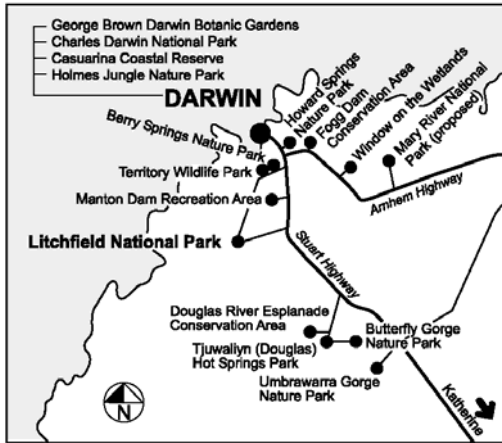 George Brown Darwin Botanic Gardens
Charles Darwin National Park
Casuarina Coastal Reserve
Holmes Jungle Nature Park
DARWIN
Howard Springs
Nature Park
Fogg Dam
Conservation Area
Window on the Wetlands
Mary River National
Park (proposed)
Berry Springs Nature Park
Territory Wildlife Park
Manton Dam Recreation Area
Arnhem Highway
Litchfield National Park
Stuart Highway
Douglas River Esplanade
Conservation Area
Tjuwaliyn (Douglas)
Hot Springs Park
Butterfly Gorge
Nature Park
Umbrawarra Gorge
Nature Park
Katherine
N